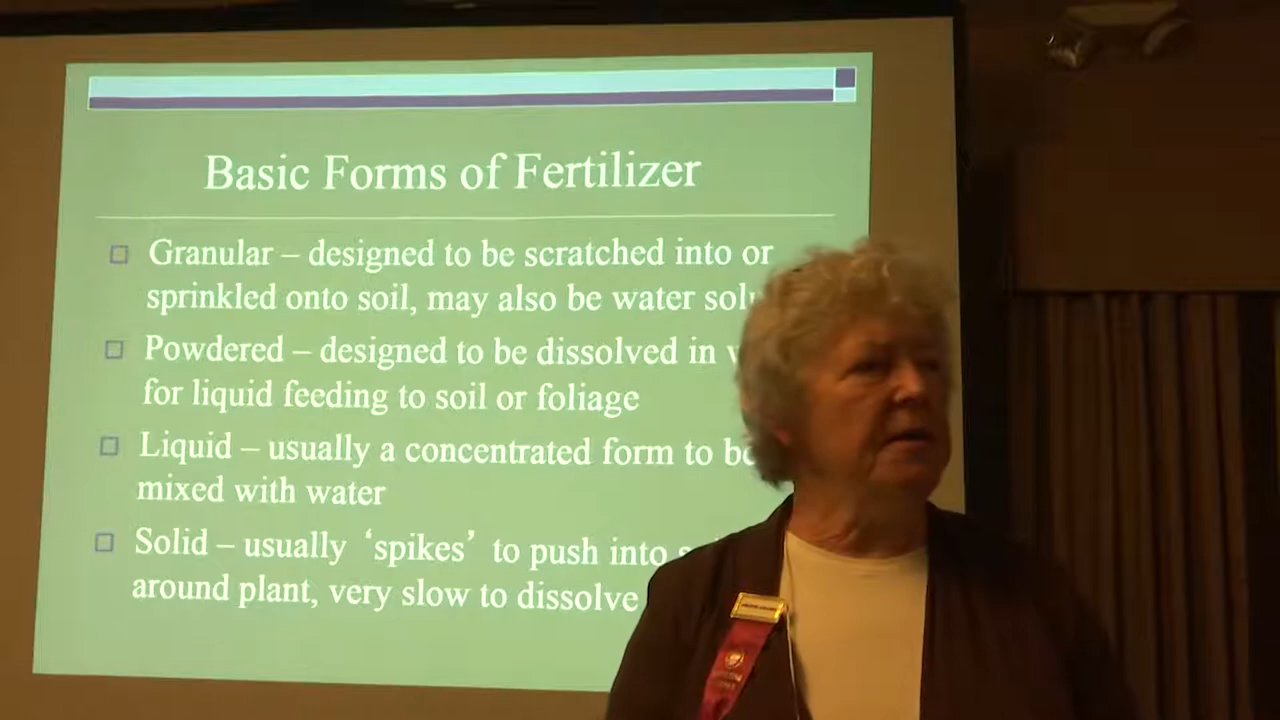 Basic Forms of Fertilizer
Granular – designed to be scratched into or
sprinkled onto soil, may also be water
Powdered – designed to be dissolved in
for liquid feeding to soil or foliage
Liquid – usually a concentrated form to
mixed with water
Solid – usually ‘spikes’ to push into
around plant, very slow to dissolve